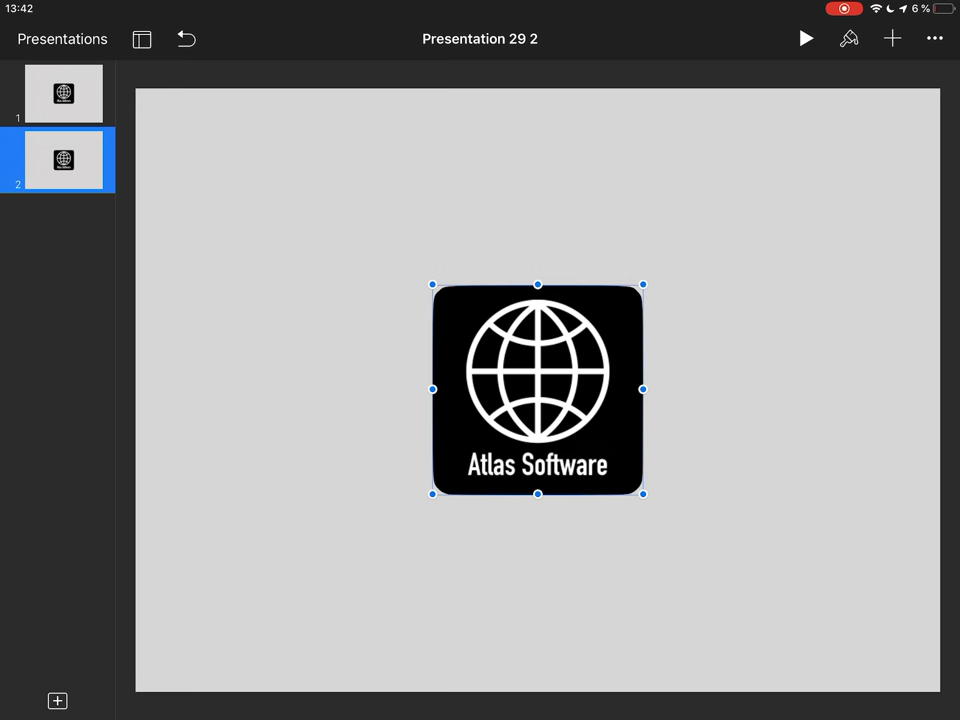 13:42
6 %
Presentations
Presentation 29 2
1
2
Atlas Software